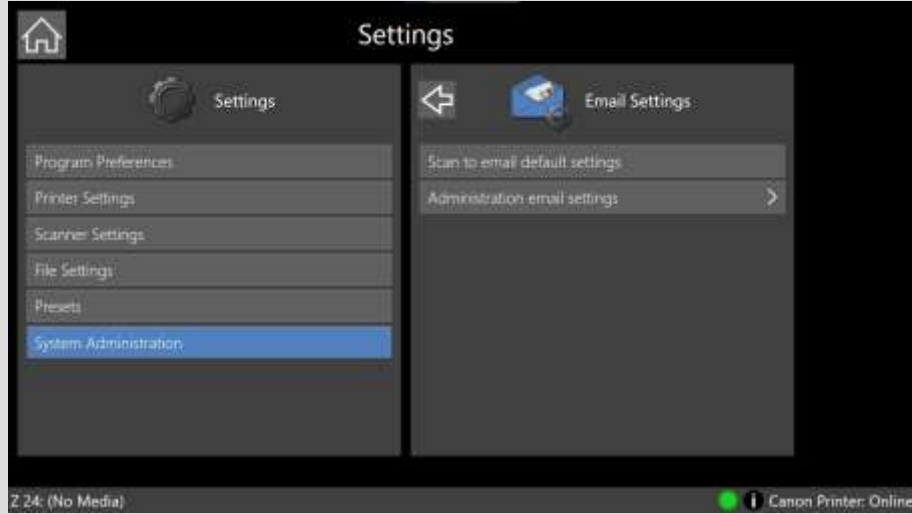 Settings
Settings
Program Preferences
Printer Settings
Scanner Settings
File Settings
Presets
System Administration
Email Settings
Scan to email default settings
Administration email settings
Z 24: (No Media)
Canon Printer: Online